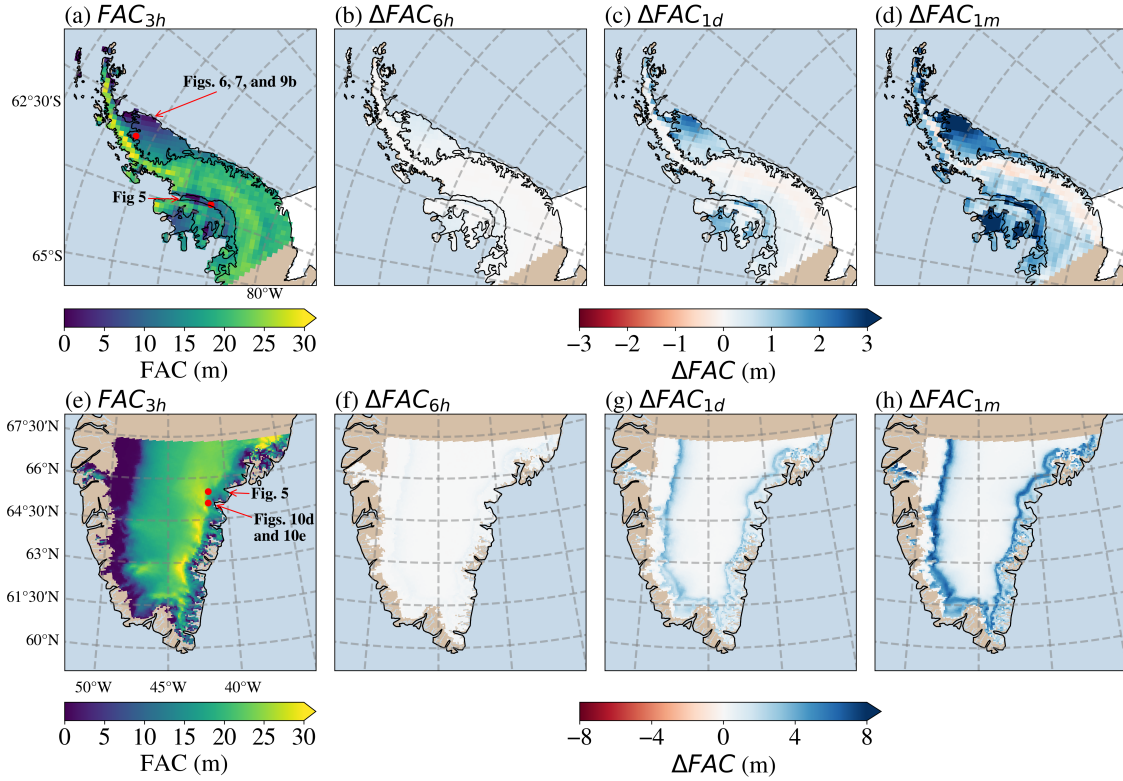 (a) FAC3h
(b) ΔFAC6h
(c) ΔFAC1d
(d) ΔFAC1m
62°30′S
65°S
80°W
Figs. 6, 7, and 9b
Fig 5
0 5 10 15 20 25 30
FAC (m)
−3 −2 −1 0 1 2 3
ΔFAC (m)
(e) FAC3h
(f) ΔFAC6h
(g) ΔFAC1d
(h) ΔFAC1m
67°30′N
66°N
64°30′N
63°N
61°30′N
60°N
Fig. 5
Figs. 10d
and 10e
50°W 45°W 40°W
0 5 10 15 20 25 30
FAC (m)
−8 −4 0 4 8
ΔFAC (m)